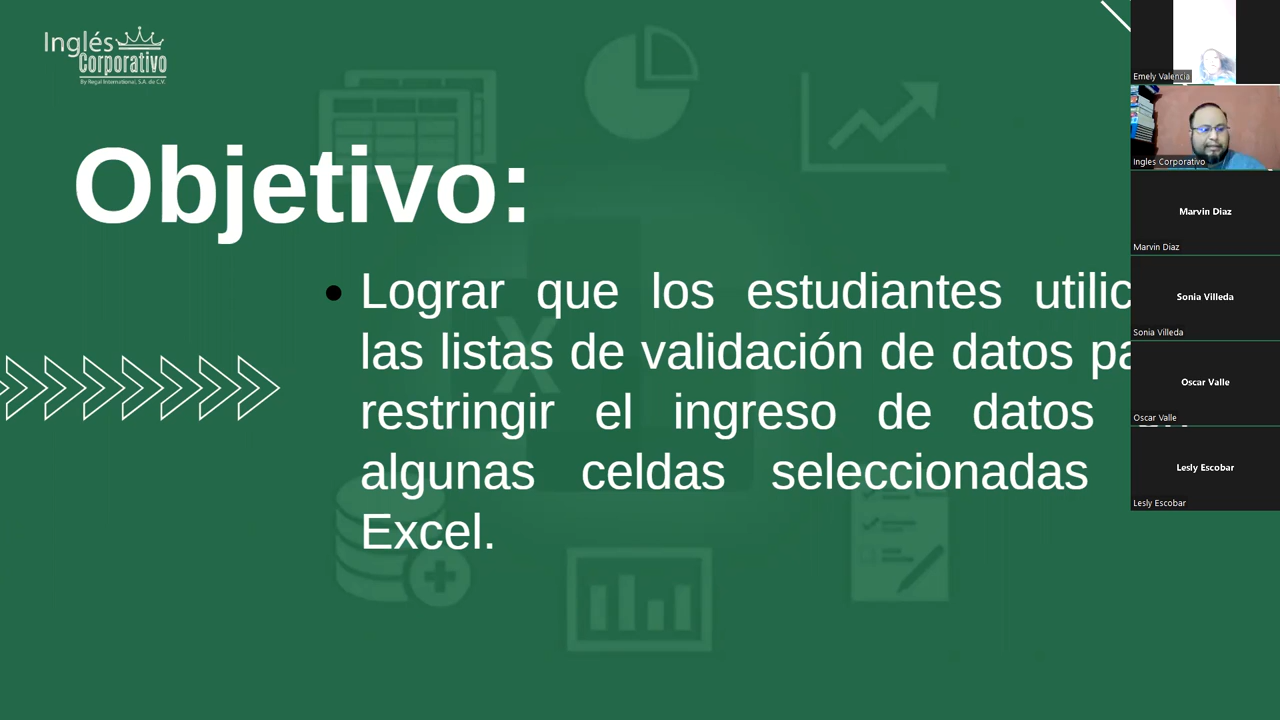 Inglés
Corporativo
By Regal International, S.A. de C.V.
Objetivo:
Lograr que los estudiantes utilic
las listas de validación de datos pa
restringir el ingreso de datos
algunas celdas seleccionadas
Excel.
Emely Valencia
Ingles Corporativo
Marvin Diaz
Marvin Diaz
Sonia Villeda
Sonia Villeda
Oscar Valle
Oscar Valle
Lesly Escobar
Lesly Escobar